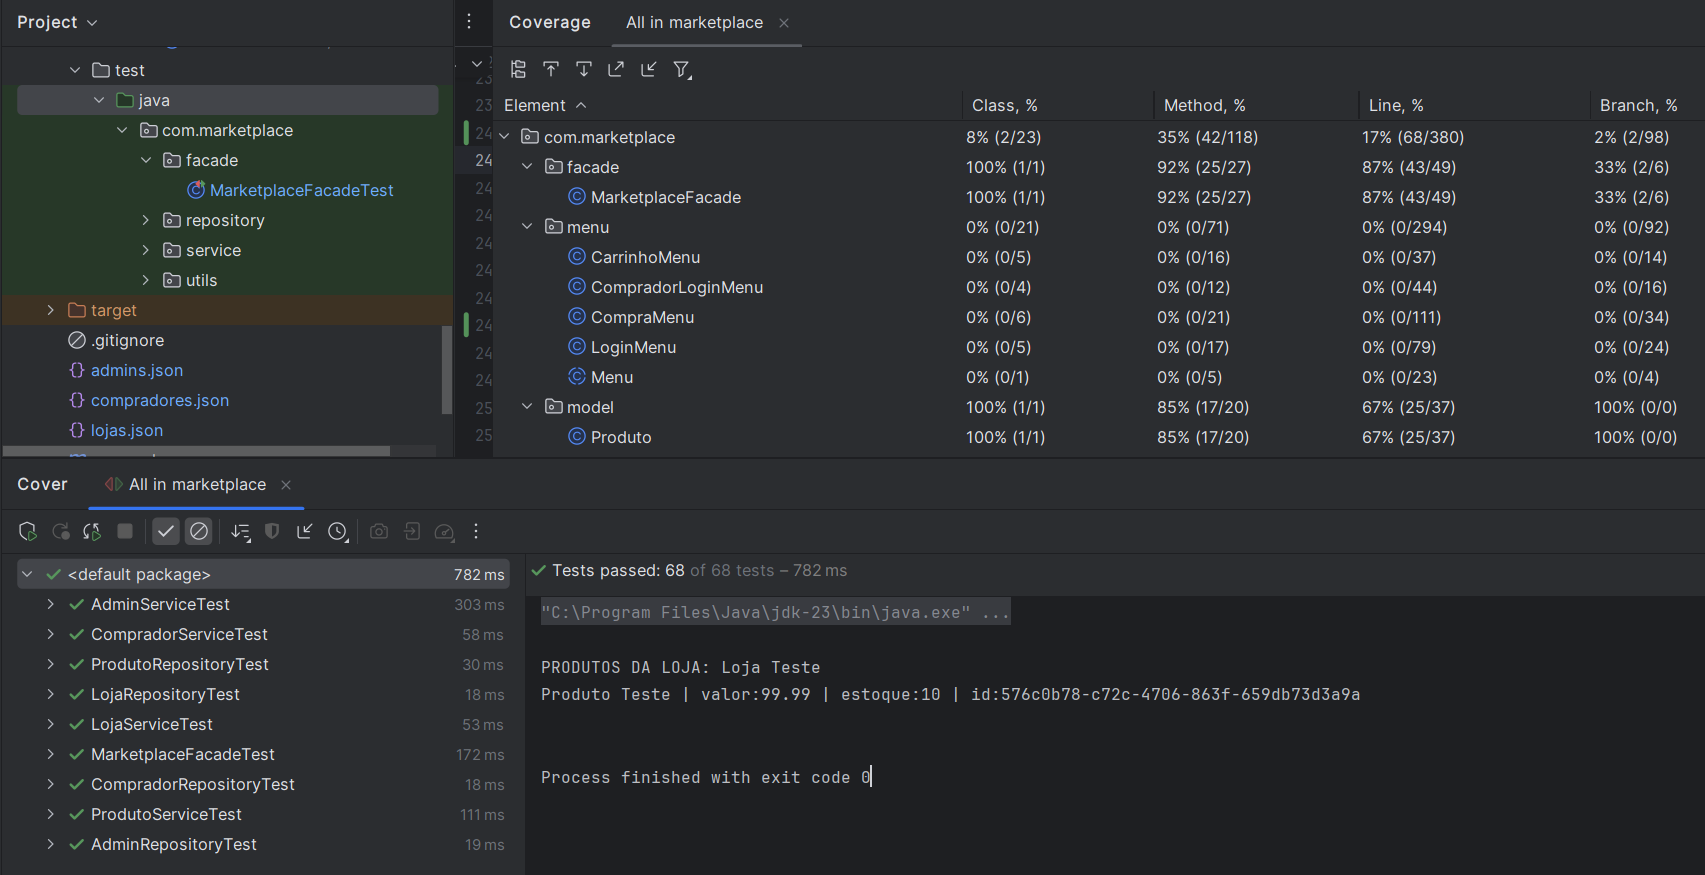 Project
test
java
com.marketplace
facade
MarketplaceFacadeTest
repository
service
utils
target
.gitignore
admins.json
compradores.json
lojas.json
23
24
24
24
24
24
24
24
24
24
24
25
25
Coverage All in marketplace
Element Class, % Method, % Line, % Branch, %
com.marketplace 8% (2/23) 35% (42/118) 17% (68/380) 2% (2/98)
facade 100% (1/1) 92% (25/27) 87% (43/49) 33% (2/6)
MarketplaceFacade 100% (1/1) 92% (25/27) 87% (43/49) 33% (2/6)
menu 0% (0/21) 0% (0/71) 0% (0/294) 0% (0/92)
CarrinhoMenu 0% (0/5) 0% (0/16) 0% (0/37) 0% (0/14)
CompradorLoginMenu 0% (0/4) 0% (0/12) 0% (0/44) 0% (0/16)
CompraMenu 0% (0/6) 0% (0/21) 0% (0/111) 0% (0/34)
LoginMenu 0% (0/5) 0% (0/17) 0% (0/79) 0% (0/24)
Menu 0% (0/1) 0% (0/5) 0% (0/23) 0% (0/4)
model 100% (1/1) 85% (17/20) 67% (25/37) 100% (0/0)
Produto 100% (1/1) 85% (17/20) 67% (25/37) 100% (0/0)
Cover All in marketplace
<default package> 782 ms
AdminServiceTest 303 ms
CompradorServiceTest 58 ms
ProdutoRepositoryTest 30 ms
LojaRepositoryTest 18 ms
LojaServiceTest 53 ms
MarketplaceFacadeTest 172 ms
CompradorRepositoryTest 18 ms
ProdutoServiceTest 111 ms
AdminRepositoryTest 19 ms
Tests passed: 68 of 68 tests – 782 ms
"C:\Program Files\Java\jdk-23\bin\java.exe" ...
PRODUTOS DA LOJA: Loja Teste
Produto Teste | valor:99.99 | estoque:10 | id:576c0b78-c72c-4706-863f-659db73d3a9a
Process finished with exit code 0